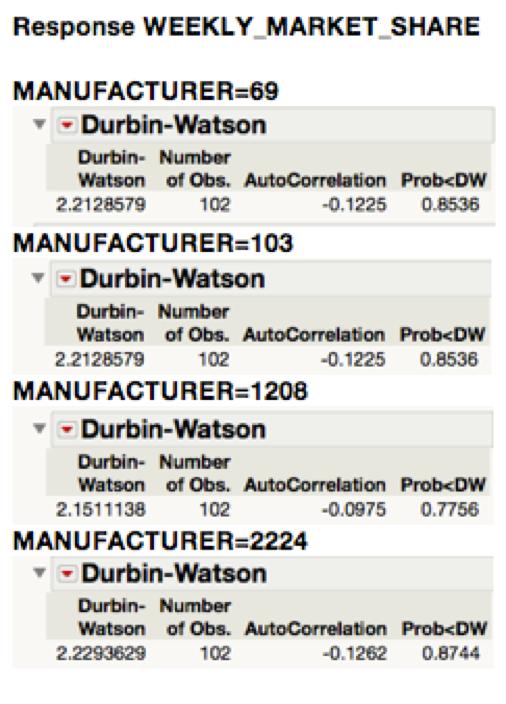 Response WEEKLY_MARKET_SHARE
MANUFACTURER=69
Durbin-Watson
Durbin- Number
Watson of Obs. AutoCorrelation Prob<DW
2.2128579 102 -0.1225 0.8536
MANUFACTURER=103
Durbin-Watson
Durbin- Number
Watson of Obs. AutoCorrelation Prob<DW
2.2128579 102 -0.1225 0.8536
MANUFACTURER=1208
Durbin-Watson
Durbin- Number
Watson of Obs. AutoCorrelation Prob<DW
2.1511138 102 -0.0975 0.7756
MANUFACTURER=2224
Durbin-Watson
Durbin- Number
Watson of Obs. AutoCorrelation Prob<DW
2.2293629 102 -0.1262 0.8744